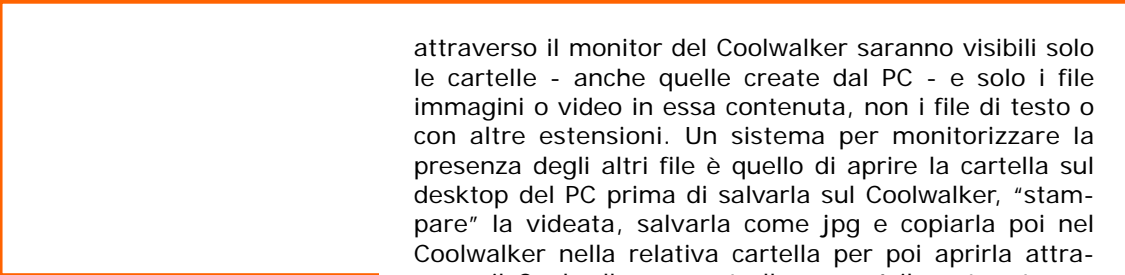 attraverso il monitor del Coolwalker saranno visibili solo
le cartelle - anche quelle create dal PC - e solo i file
immagini o video in essa contenuta, non i file di testo o
con altre estensioni. Un sistema per monitorizzare la
presenza degli altri file è quello di aprire la cartella sul
desktop del PC prima di salvarla sul Coolwalker, “stam-
pare” la videata, salvarla come jpg e copiarla poi nel
Coolwalker nella relativa cartella per poi aprirla attra-